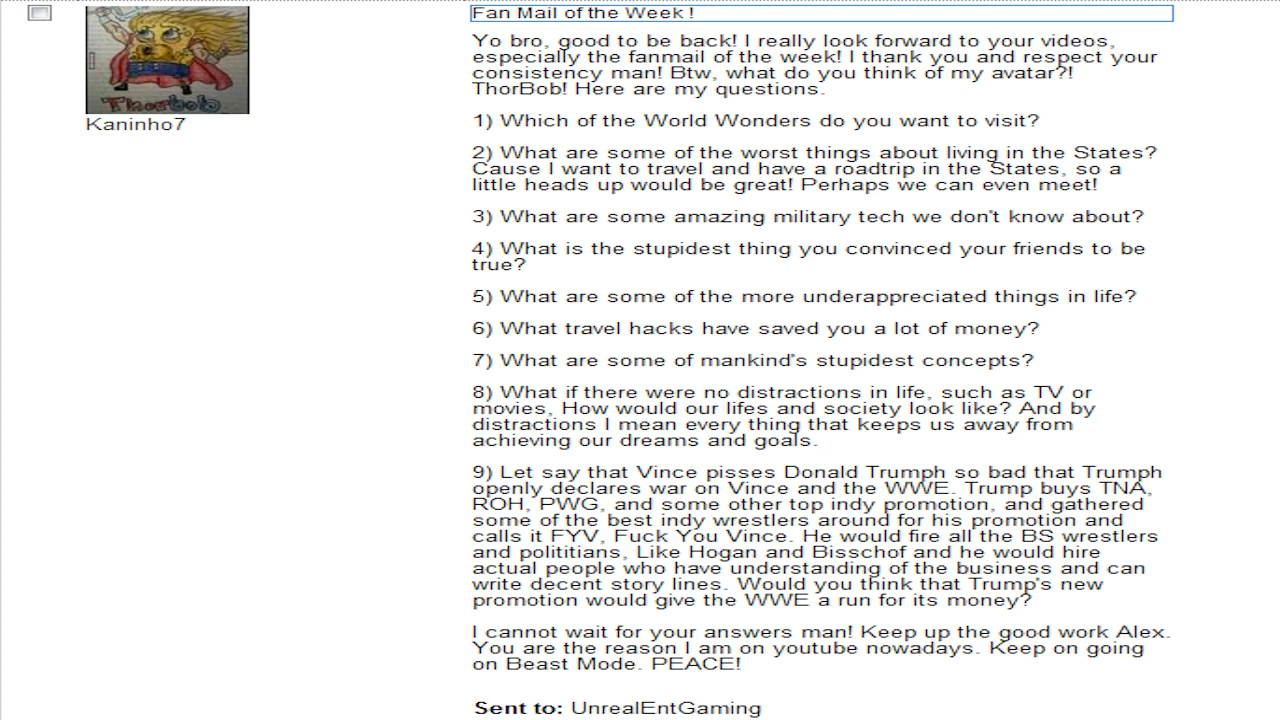 Fan Mail of the Week !
Yo bro, good to be back! I really look forward to your videos,
especially the fanmail of the week! I thank you and respect your
consistency man! Btw, what do you think of my avatar?!
ThorBob! Here are my questions.
Thorbob
Kaninho7
1) Which of the World Wonders do you want to visit?
2) What are some of the worst things about living in the States?
Cause I want to travel and have a roadtrip in the States, so a
little heads up would be great! Perhaps we can even meet!
3) What are some amazing military tech we don't know about?
4) What is the stupidest thing you convinced your friends to be
true?
5) What are some of the more underappreciated things in life?
6) What travel hacks have saved you a lot of money?
7) What are some of mankind's stupidest concepts?
8) What if there were no distractions in life, such as TV or
movies, How would our lifes and society look like? And by
distractions I mean every thing that keeps us away from
achieving our dreams and goals.
9) Let say that Vince pisses Donald Trumph so bad that Trumph
openly declares war on Vince and the WWE. Trump buys TNA,
ROH, PWG, and some other top indy promotion, and gathered
some of the best indy wrestlers around for his promotion and
calls it FYV, Fuck You Vince. He would fire all the BS wrestlers
and polititians, Like Hogan and Bisschof and he would hire
actual people who have understanding of the business and can
write decent story lines. Would you think that Trump's new
promotion would give the WWE a run for its money?
I cannot wait for your answers man! Keep up the good work Alex.
You are the reason I am on youtube nowadays. Keep on going
on Beast Mode. PEACE!
Sent to: UnrealEntGaming